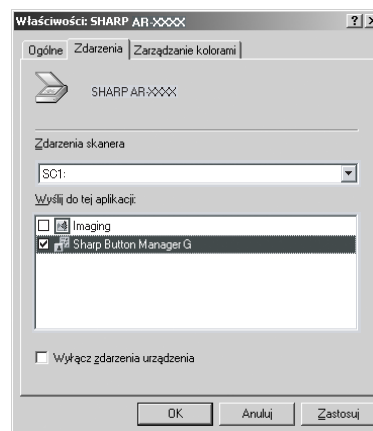 Właściwości: SHARP AR-XXXX
Ogólne Zdarzenia Zarządzanie kolorami
SHARP AR-XXXX
Zdarzenia skanera
SC1:
Wyślij do tej aplikacji:
Imaging
Sharp Button Manager G
Wyłącz zdarzenia urządzenia
OK Anuluj Zastosuj